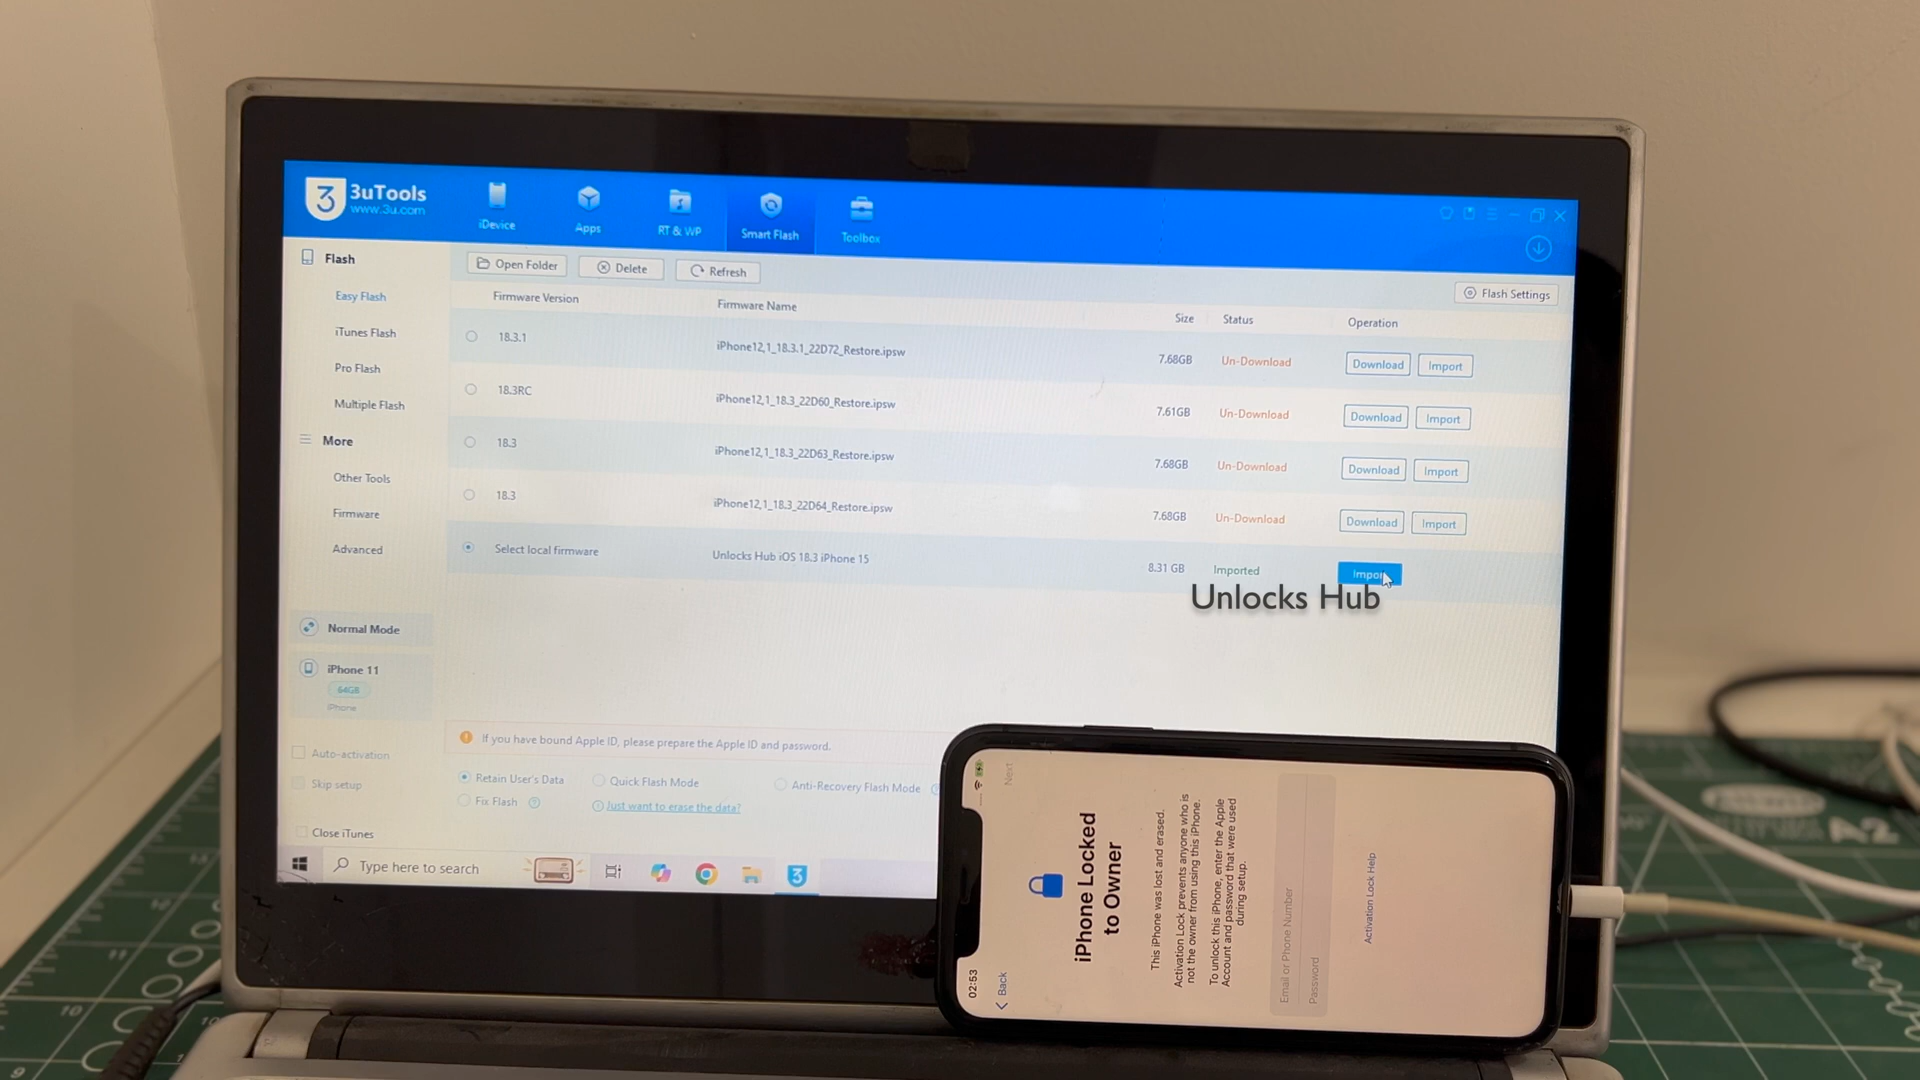 3 3uTools
www.3u.com
iDevice
Apps
RT & WP
Smart Flash
Toolbox
Flash
Easy Flash
iTunes Flash
Pro Flash
Multiple Flash
More
Other Tools
Firmware
Advanced
Normal Mode
iPhone 11
64GB
iPhone
Auto-activation
Skip setup
Close iTunes
Open Folder
Delete
Refresh
Flash Settings
Firmware Version Firmware Name Size Status Operation
18.3.1 iPhone12,1_18.3.1_22D72_Restore.ipsw 7.68GB Un-Download Download Import
18.3RC iPhone12,1_18.3_22D60_Restore.ipsw 7.61GB Un-Download Download Import
18.3 iPhone12,1_18.3_22D63_Restore.ipsw 7.68GB Un-Download Download Import
18.3 iPhone12,1_18.3_22D64_Restore.ipsw 7.68GB Un-Download Download Import
Select local firmware Unlocks Hub iOS 18.3 iPhone 15 8.31 GB Imported Import
Unlocks Hub
If you have bound Apple ID, please prepare the Apple ID and password.
Retain User's Data Quick Flash Mode Anti-Recovery Flash Mode
Fix Flash Just want to erase the data?
Type here to search
3
02:53
Back
Next
iPhone Locked
to Owner
This iPhone was lost and erased.
Activation Lock prevents anyone who is
not the owner from using this iPhone.
To unlock this iPhone, enter the Apple
Account and password that were used
during setup.
Email or Phone Number
Password
Activation Lock Help
A2
10
9